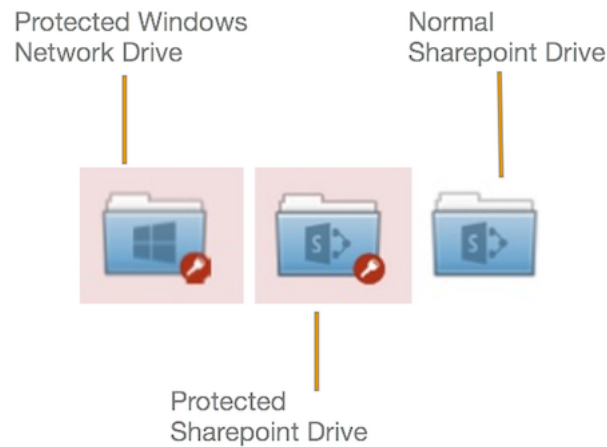 Protected Windows
Network Drive
Normal
Sharepoint Drive
S
S
Protected
Sharepoint Drive